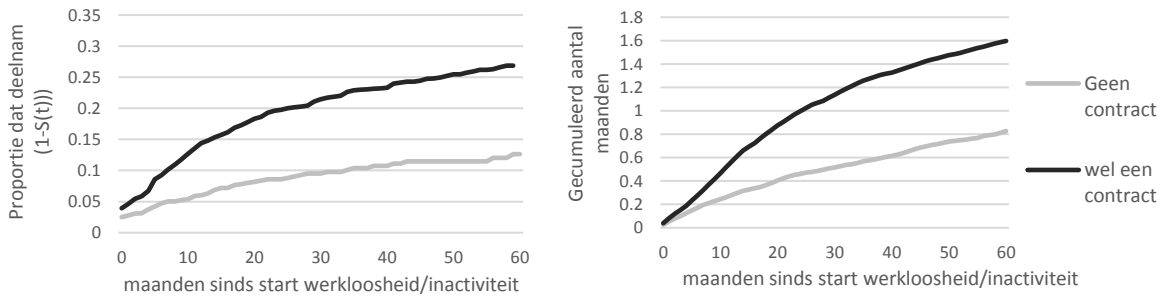 Proportie dat deelnam
(1-S(t)))
0.35
0.3
0.25
0.2
0.15
0.1
0.05
0
0 10 20 30 40 50 60
maanden sinds start werkloosheid/inactiviteit
Gecumuleerd aantal
maanden
1.8
1.6
1.4
1.2
1
0.8
0.6
0.4
0.2
0
0 10 20 30 40 50 60
maanden sinds start werkloosheid/inactiviteit
Geen
contract
wel een
contract